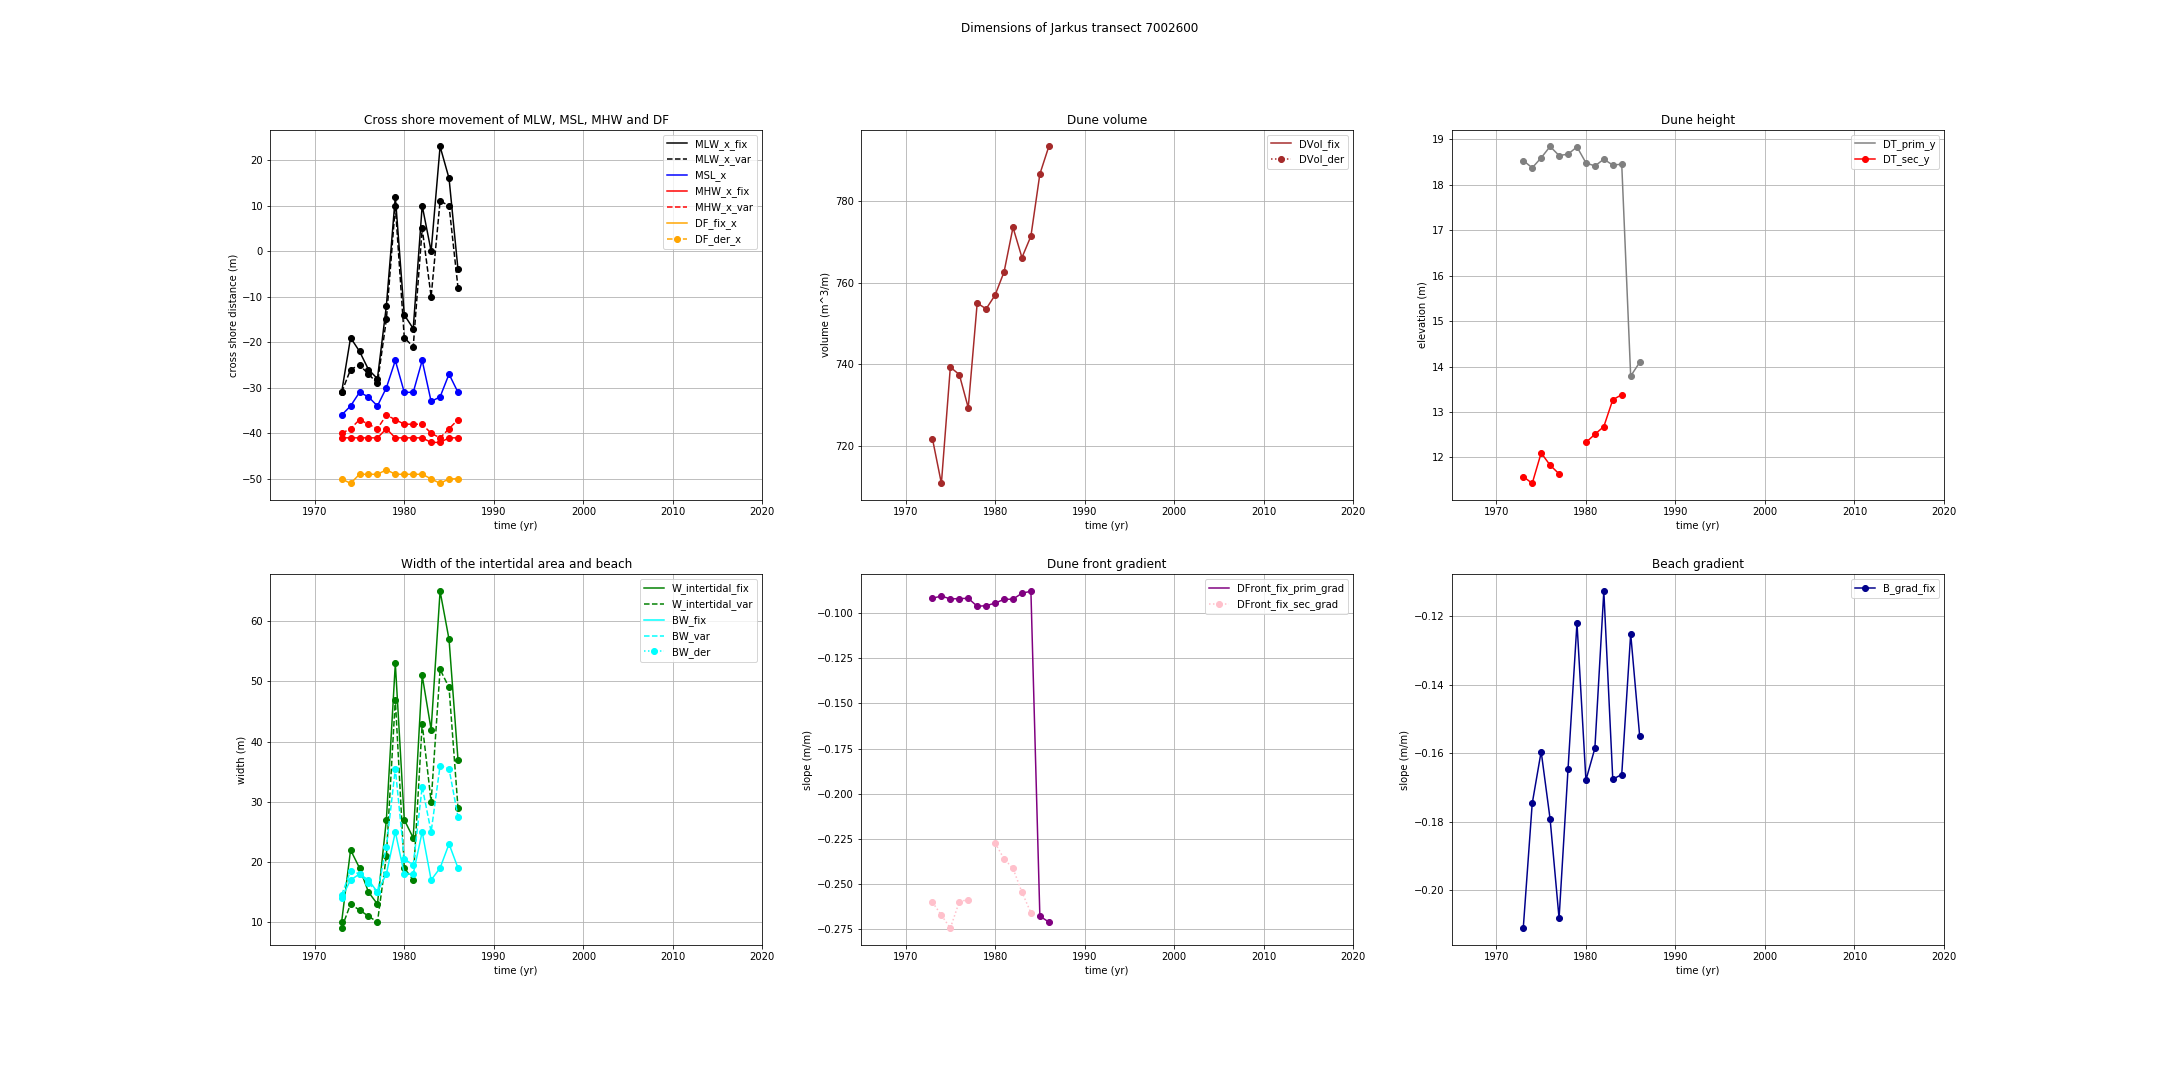 Dimensions of Jarkus transect 7002600
Cross shore movement of MLW, MSL, MHW and DF
cross shore distance (m)
20
10
0
−10
−20
−30
−40
−50
MLW_x_fix
MLW_x_var
MSL_x
MHW_x_fix
MHW_x_var
DF_fix_x
DF_der_x
1970 1980 1990 2000 2010 2020
time (yr)
Dune volume
volume (m^3/m)
780
760
740
720
DVol_fix
DVol_der
1970 1980 1990 2000 2010 2020
time (yr)
Dune height
elevation (m)
19
18
17
16
15
14
13
12
DT_prim_y
DT_sec_y
1970 1980 1990 2000 2010 2020
time (yr)
Width of the intertidal area and beach
width (m)
60
50
40
30
20
10
W_intertidal_fix
W_intertidal_var
BW_fix
BW_var
BW_der
1970 1980 1990 2000 2010 2020
time (yr)
Dune front gradient
slope (m/m)
−0.100
−0.125
−0.150
−0.175
−0.200
−0.225
−0.250
−0.275
DFront_fix_prim_grad
DFront_fix_sec_grad
1970 1980 1990 2000 2010 2020
time (yr)
Beach gradient
slope (m/m)
−0.12
−0.14
−0.16
−0.18
−0.20
B_grad_fix
1970 1980 1990 2000 2010 2020
time (yr)